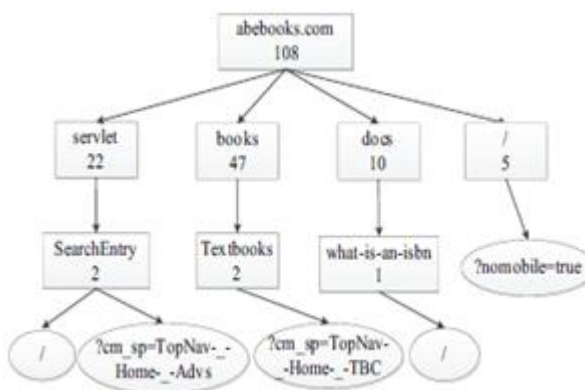 abebooks.com
108
servlet
22
books
47
docs
10
/
5
SearchEntry
2
Textbooks
2
what-is-an-isbn
1
?nomobile=true
/
?cm_sp=TopNav-_-
Home-_-Advs
?cm_sp=TopNav-
_-Home-_-TBC
/